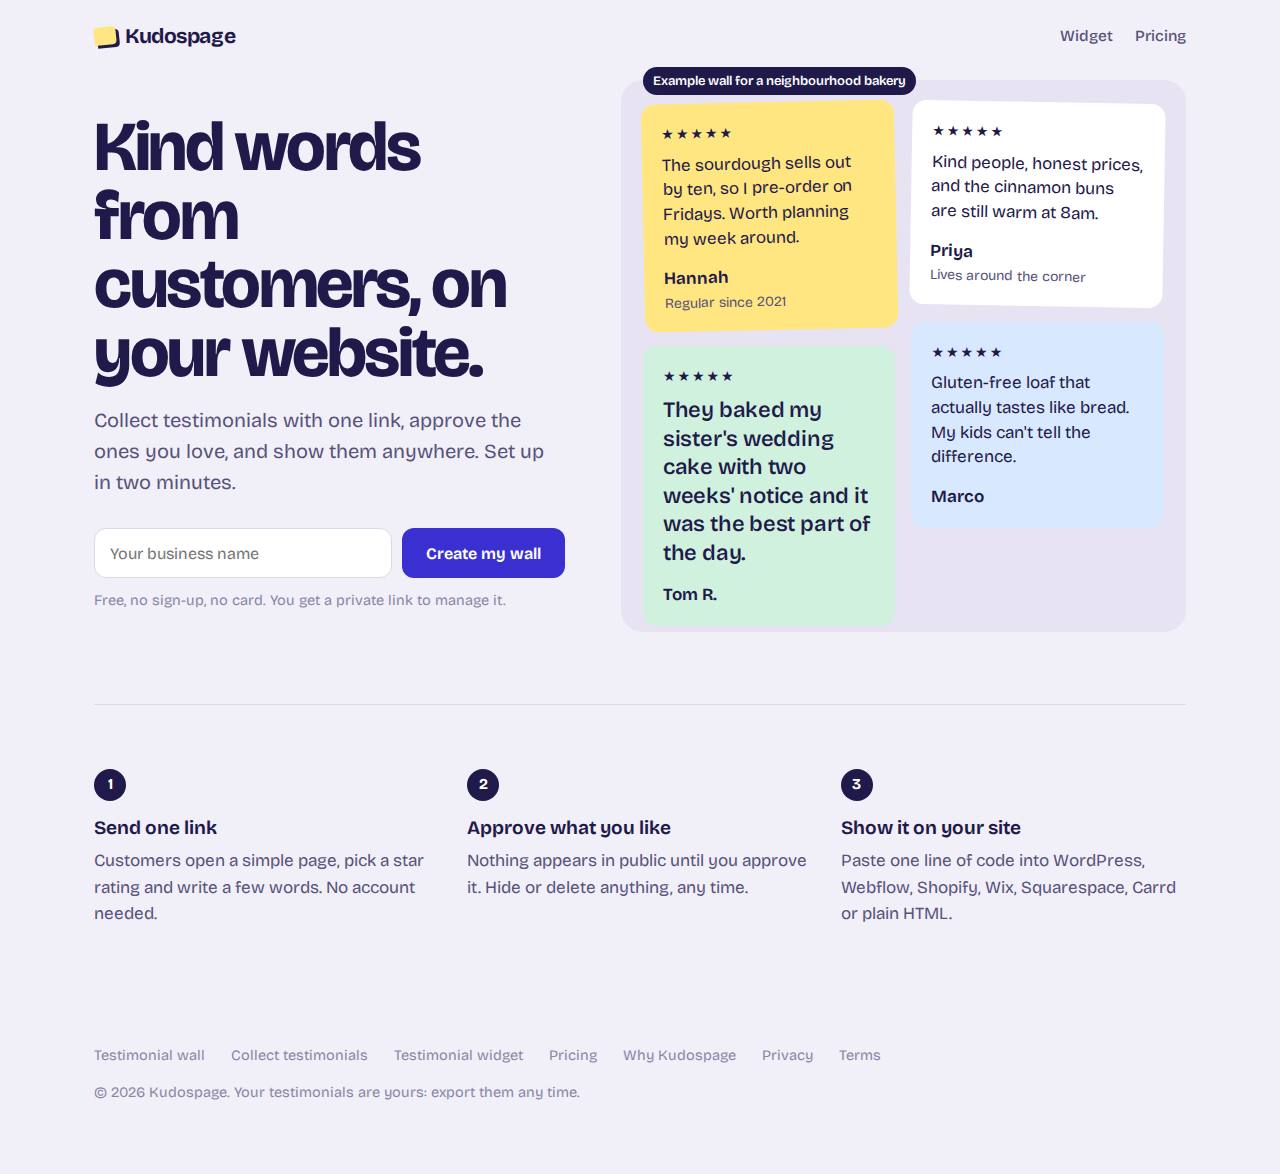 Kudospage
Widget
Pricing
Kind words
from
customers, on
your website.
Collect testimonials with one link, approve the
ones you love, and show them anywhere. Set up
in two minutes.
Your business name
Create my wall
Free, no sign-up, no card. You get a private link to manage it.
Example wall for a neighbourhood bakery
★★★★★
The sourdough sells out
by ten, so I pre-order on
Fridays. Worth planning
my week around.
Hannah
Regular since 2021
★★★★★
They baked my
sister's wedding
cake with two
weeks' notice and it
was the best part of
the day.
Tom R.
★★★★★
Kind people, honest prices,
and the cinnamon buns
are still warm at 8am.
Priya
Lives around the corner
★★★★★
Gluten-free loaf that
actually tastes like bread.
My kids can't tell the
difference.
Marco
1
Send one link
Customers open a simple page, pick a star
rating and write a few words. No account
needed.
2
Approve what you like
Nothing appears in public until you approve
it. Hide or delete anything, any time.
3
Show it on your site
Paste one line of code into WordPress,
Webflow, Shopify, Wix, Squarespace, Carrd
or plain HTML.
Testimonial wall
Collect testimonials
Testimonial widget
Pricing
Why Kudospage
Privacy
Terms
© 2026 Kudospage. Your testimonials are yours: export them any time.